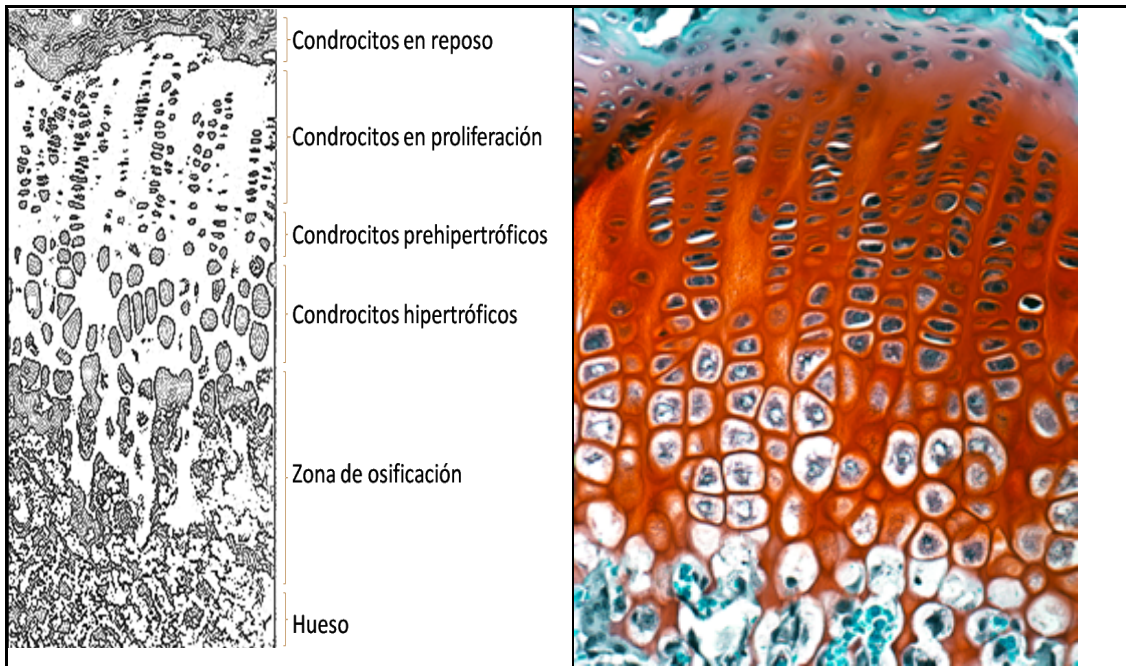 Condrocitos en reposo
Condrocitos en proliferación
Condrocitos prehipertróficos
Condrocitos hipertróficos
Zona de osificación
Hueso